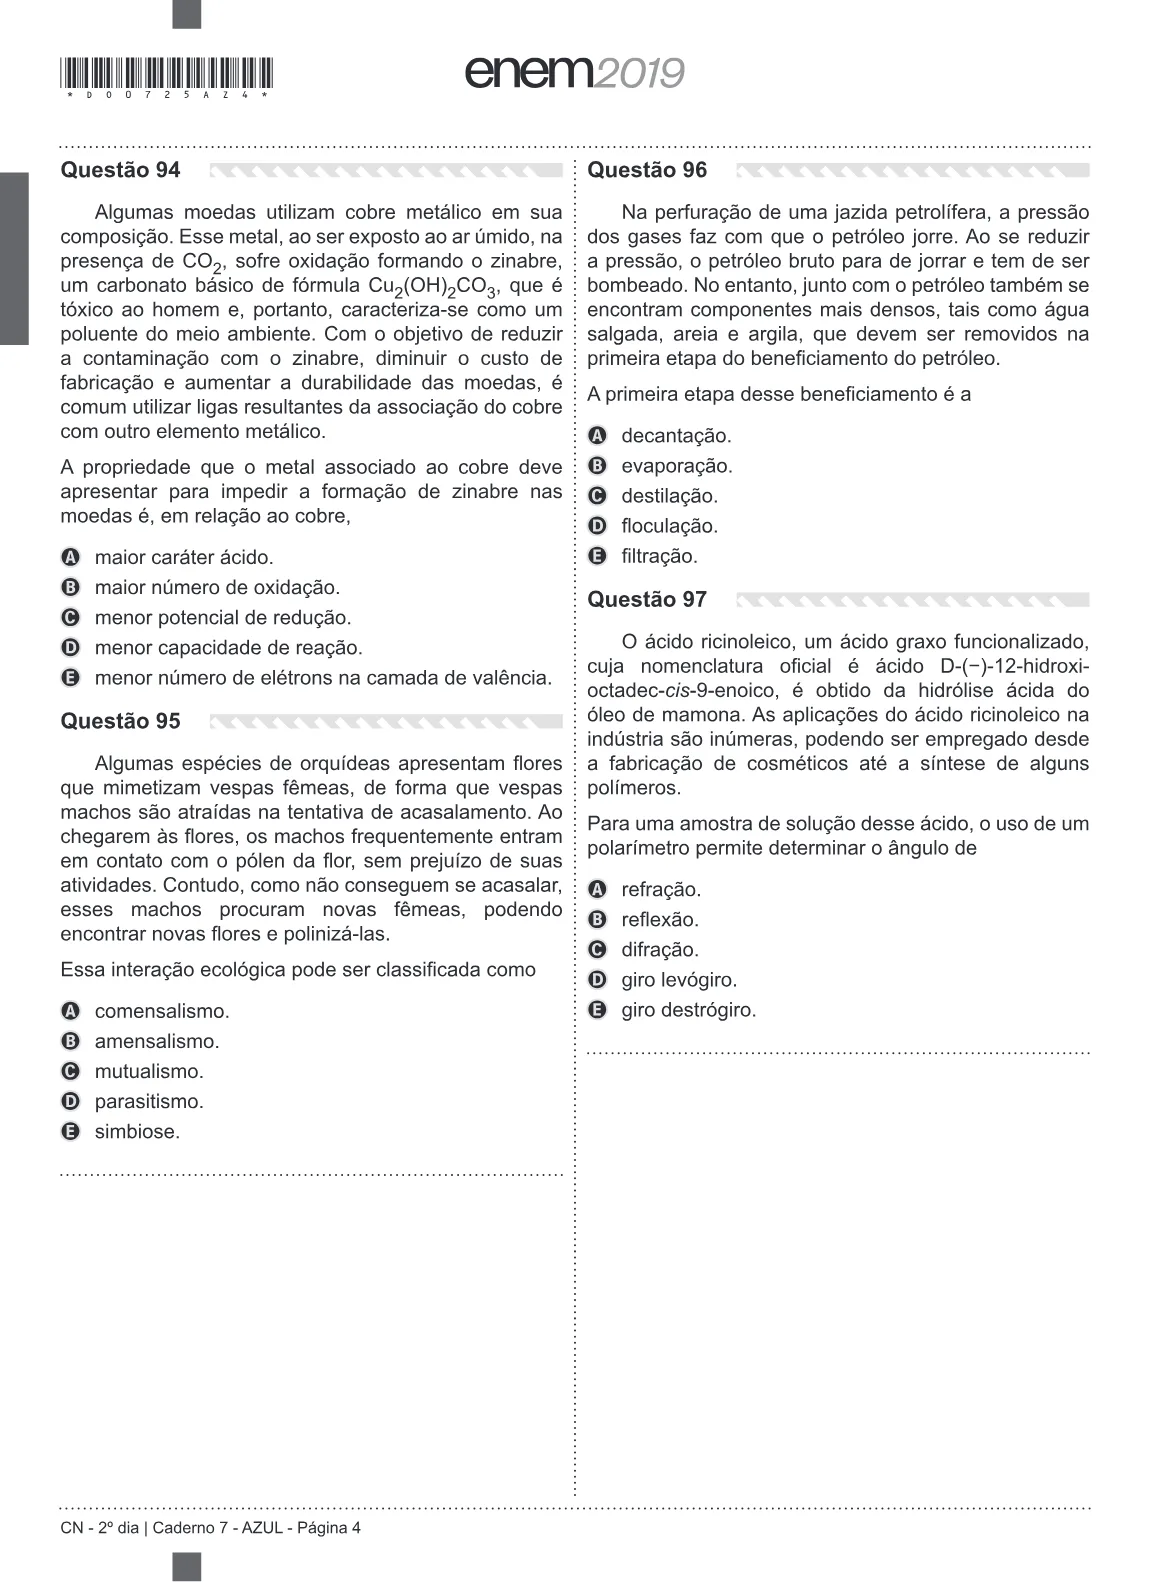 *D0725AZ4*
enem2019
Questão 94
Algumas moedas utilizam cobre metálico em sua
composição. Esse metal, ao ser exposto ao ar úmido, na
presença de CO2, sofre oxidação formando o zinabre,
um carbonato básico de fórmula Cu2(OH)2CO3, que é
tóxico ao homem e, portanto, caracteriza-se como um
poluente do meio ambiente. Com o objetivo de reduzir
a contaminação com o zinabre, diminuir o custo de
fabricação e aumentar a durabilidade das moedas, é
comum utilizar ligas resultantes da associação do cobre
com outro elemento metálico.
A propriedade que o metal associado ao cobre deve
apresentar para impedir a formação de zinabre nas
moedas é, em relação ao cobre,
A maior caráter ácido.
B maior número de oxidação.
C menor potencial de redução.
D menor capacidade de reação.
E menor número de elétrons na camada de valência.
Questão 95
Algumas espécies de orquídeas apresentam flores
que mimetizam vespas fêmeas, de forma que vespas
machos são atraídas na tentativa de acasalamento. Ao
chegarem às flores, os machos frequentemente entram
em contato com o pólen da flor, sem prejuízo de suas
atividades. Contudo, como não conseguem se acasalar,
esses machos procuram novas fêmeas, podendo
encontrar novas flores e polinizá-las.
Essa interação ecológica pode ser classificada como
A comensalismo.
B amensalismo.
C mutualismo.
D parasitismo.
E simbiose.
Questão 96
Na perfuração de uma jazida petrolífera, a pressão
dos gases faz com que o petróleo jorre. Ao se reduzir
a pressão, o petróleo bruto para de jorrar e tem de ser
bombeado. No entanto, junto com o petróleo também se
encontram componentes mais densos, tais como água
salgada, areia e argila, que devem ser removidos na
primeira etapa do beneficiamento do petróleo.
A primeira etapa desse beneficiamento é a
A decantação.
B evaporação.
C destilação.
D floculação.
E filtração.
Questão 97
O ácido ricinoleico, um ácido graxo funcionalizado,
cuja nomenclatura oficial é ácido D-(−)-12-hidroxi-
octadec-cis-9-enoico, é obtido da hidrólise ácida do
óleo de mamona. As aplicações do ácido ricinoleico na
indústria são inúmeras, podendo ser empregado desde
a fabricação de cosméticos até a síntese de alguns
polímeros.
Para uma amostra de solução desse ácido, o uso de um
polarímetro permite determinar o ângulo de
A refração.
B reflexão.
C difração.
D giro levógiro.
E giro destrógiro.
CN - 2º dia | Caderno 7 - AZUL - Página 4